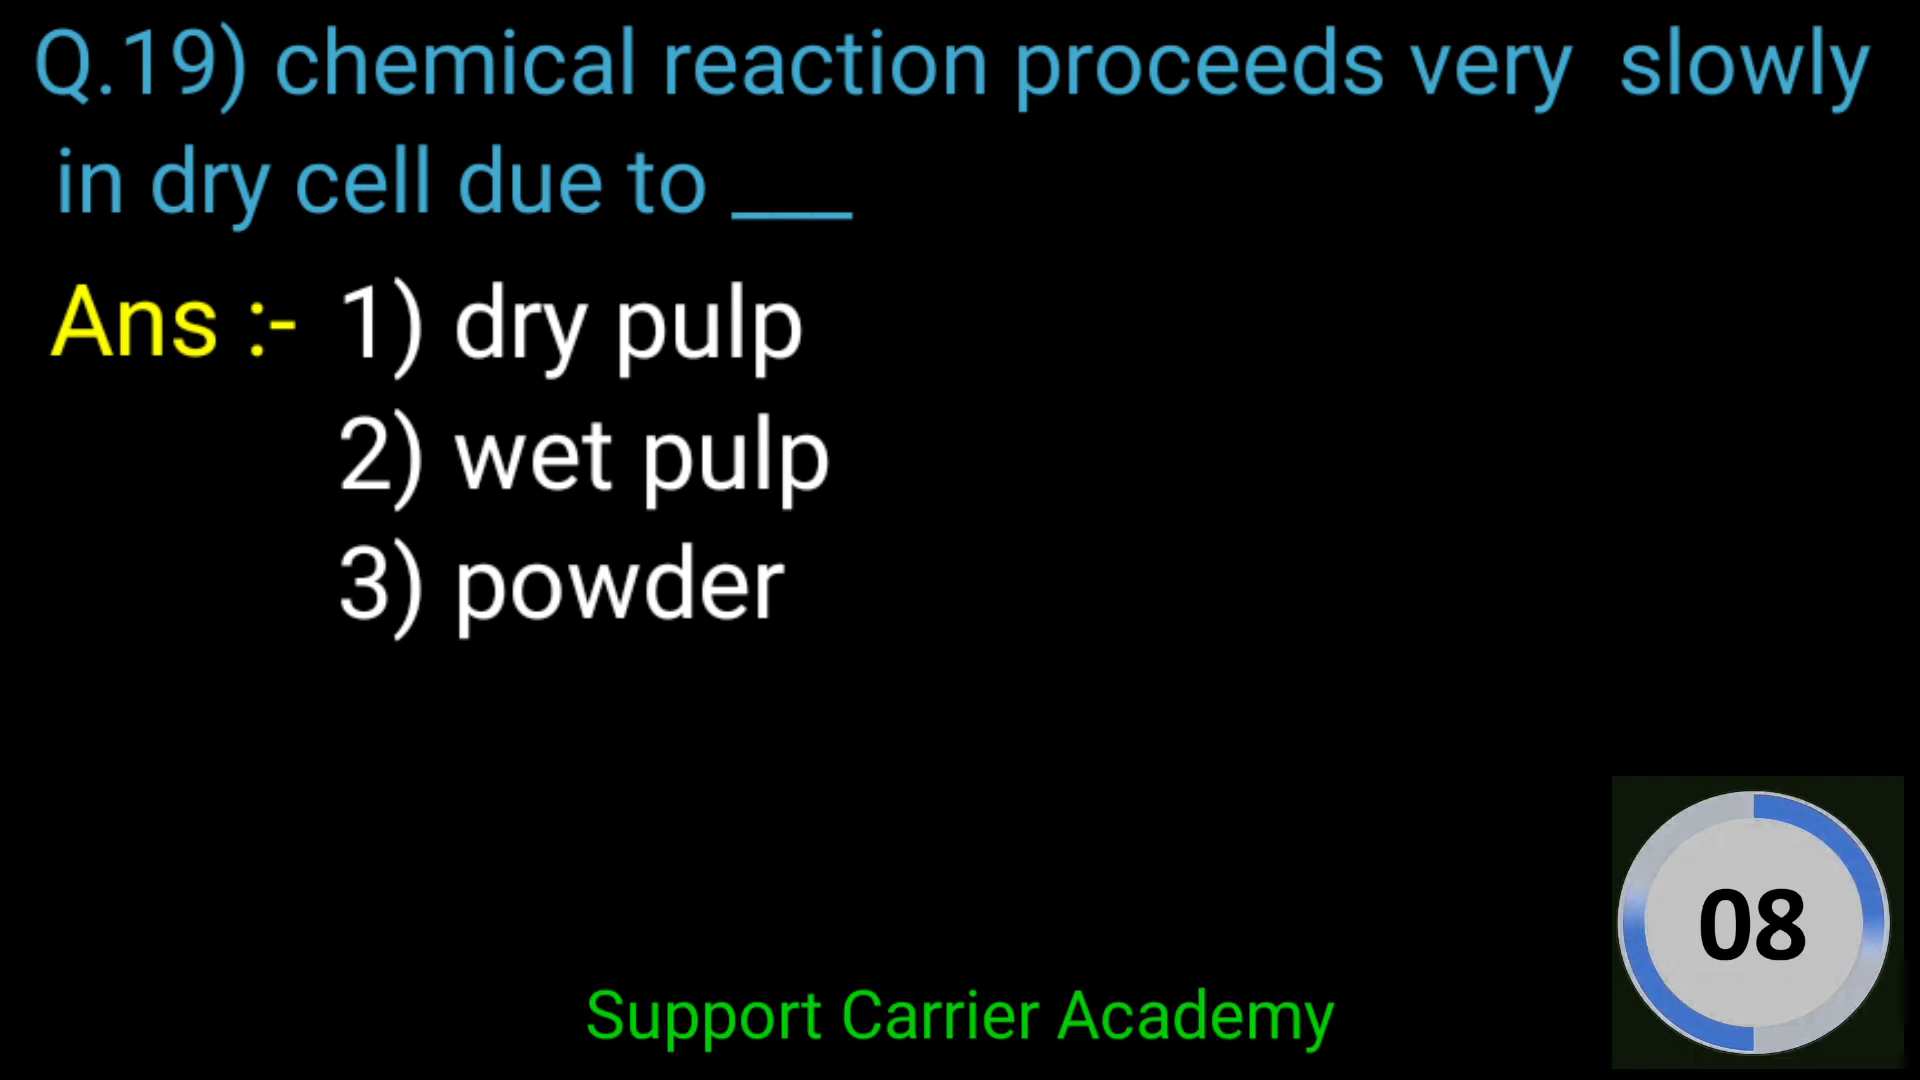 Q.19) chemical reaction proceeds very slowly
in dry cell due to ___
Ans :- 1) dry pulp
2) wet pulp
3) powder
08
Support Carrier Academy